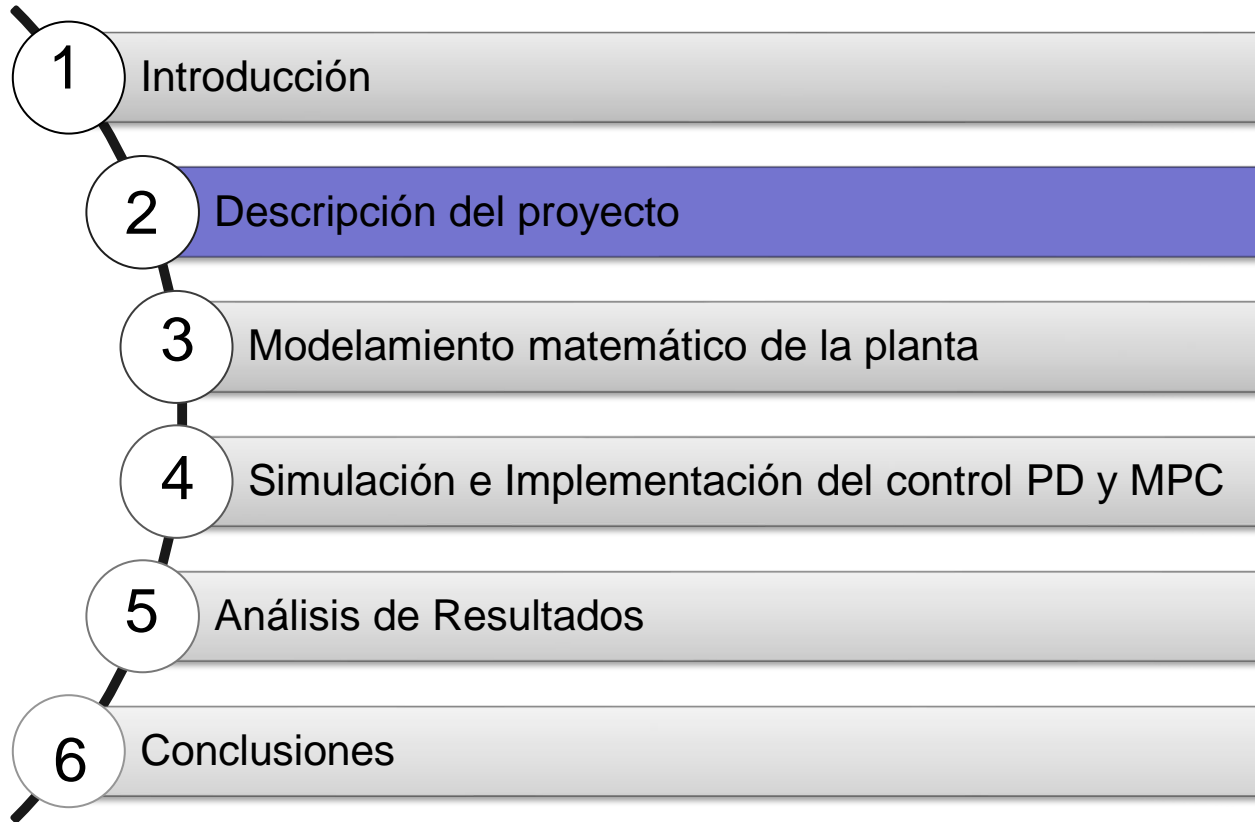 1 Introducción
2 Descripción del proyecto
3 Modelamiento matemático de la planta
4 Simulación e Implementación del control PD y MPC
5 Análisis de Resultados
6 Conclusiones